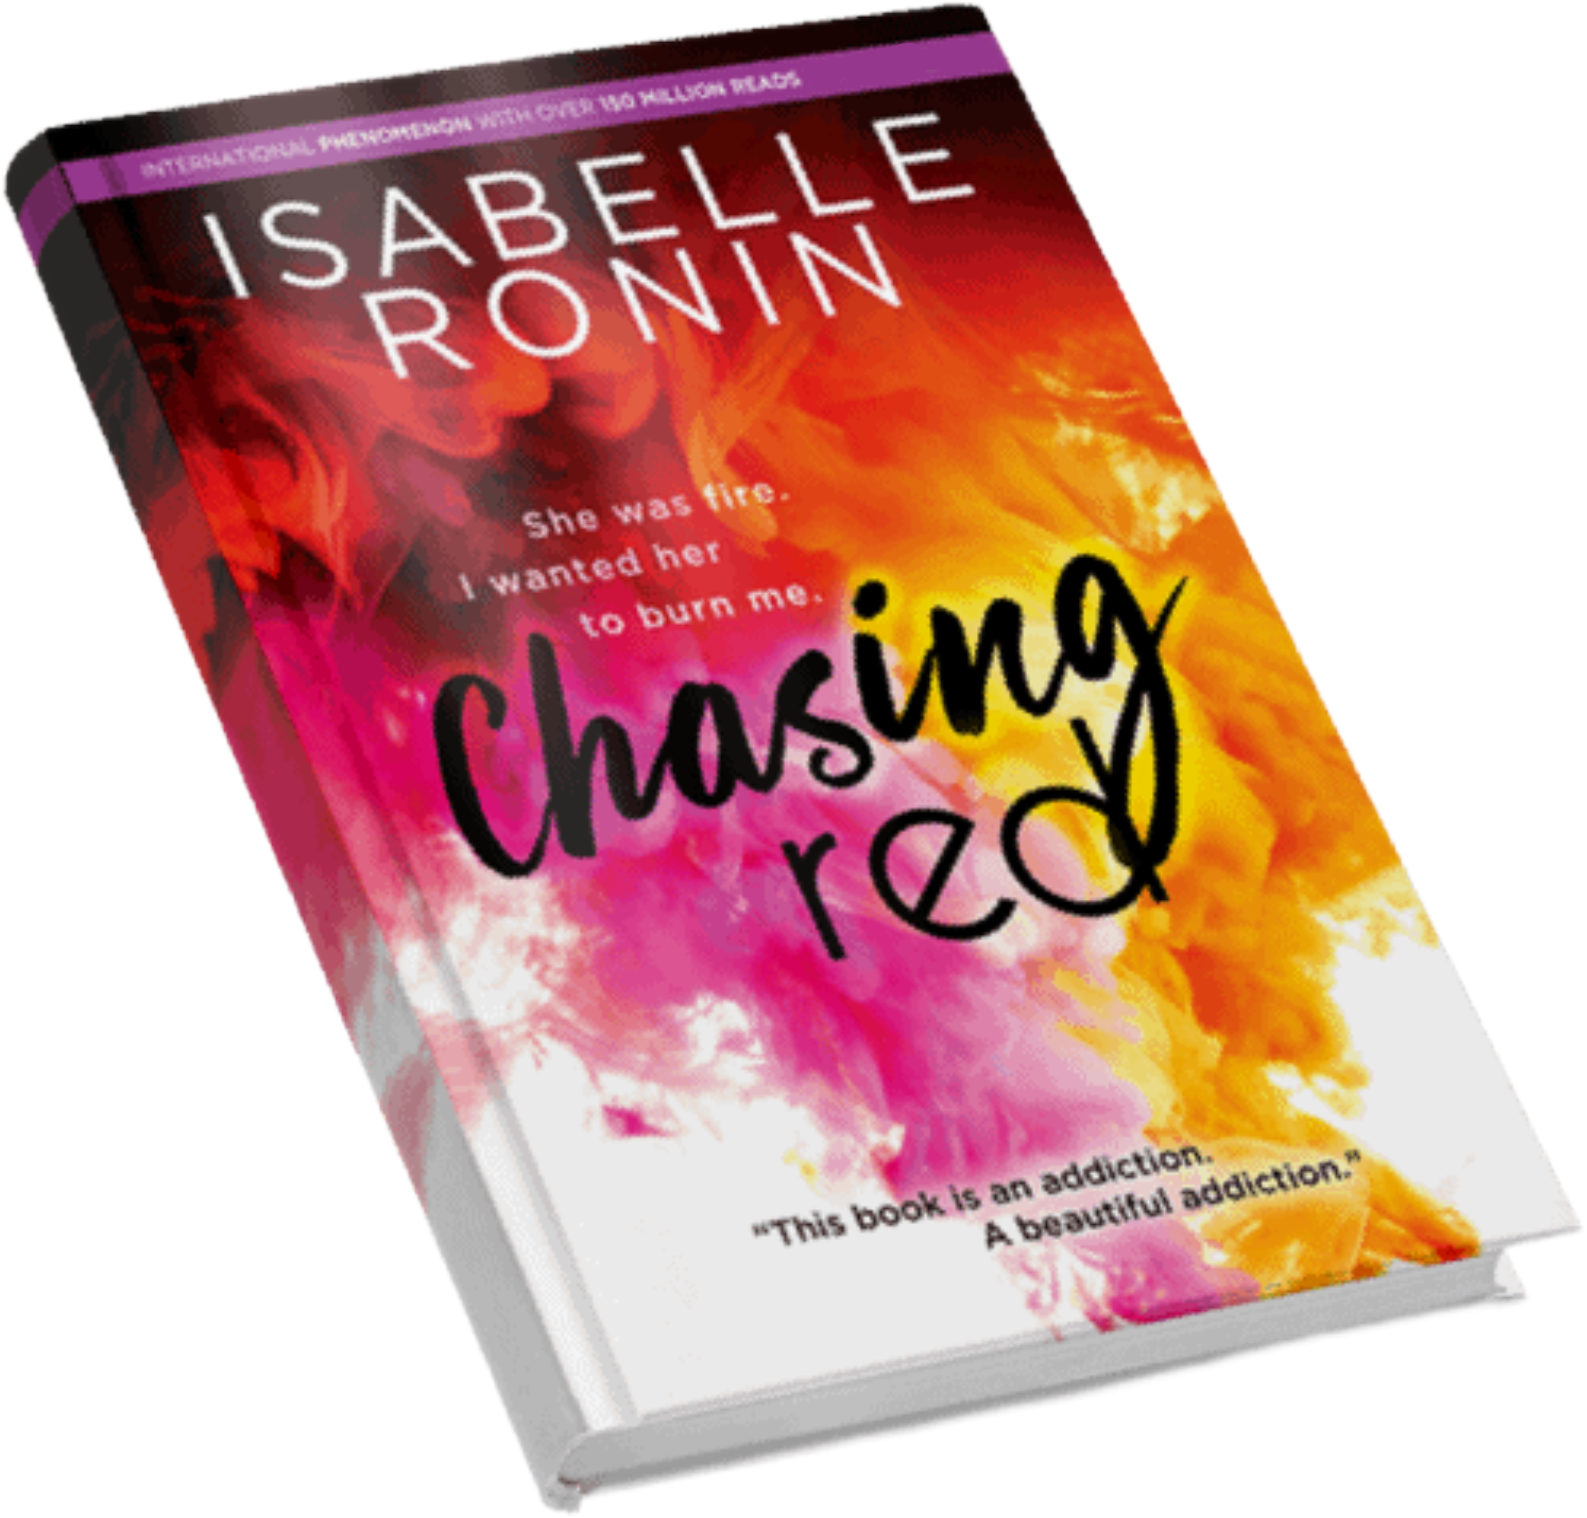 INTERNATIONAL PHENOMENON WITH OVER 150 MILLION READS
ISABELLE
RONIN
She was fire.
I wanted her
to burn me.
Chasing
red
“This book is an addiction.
A beautiful addiction.”